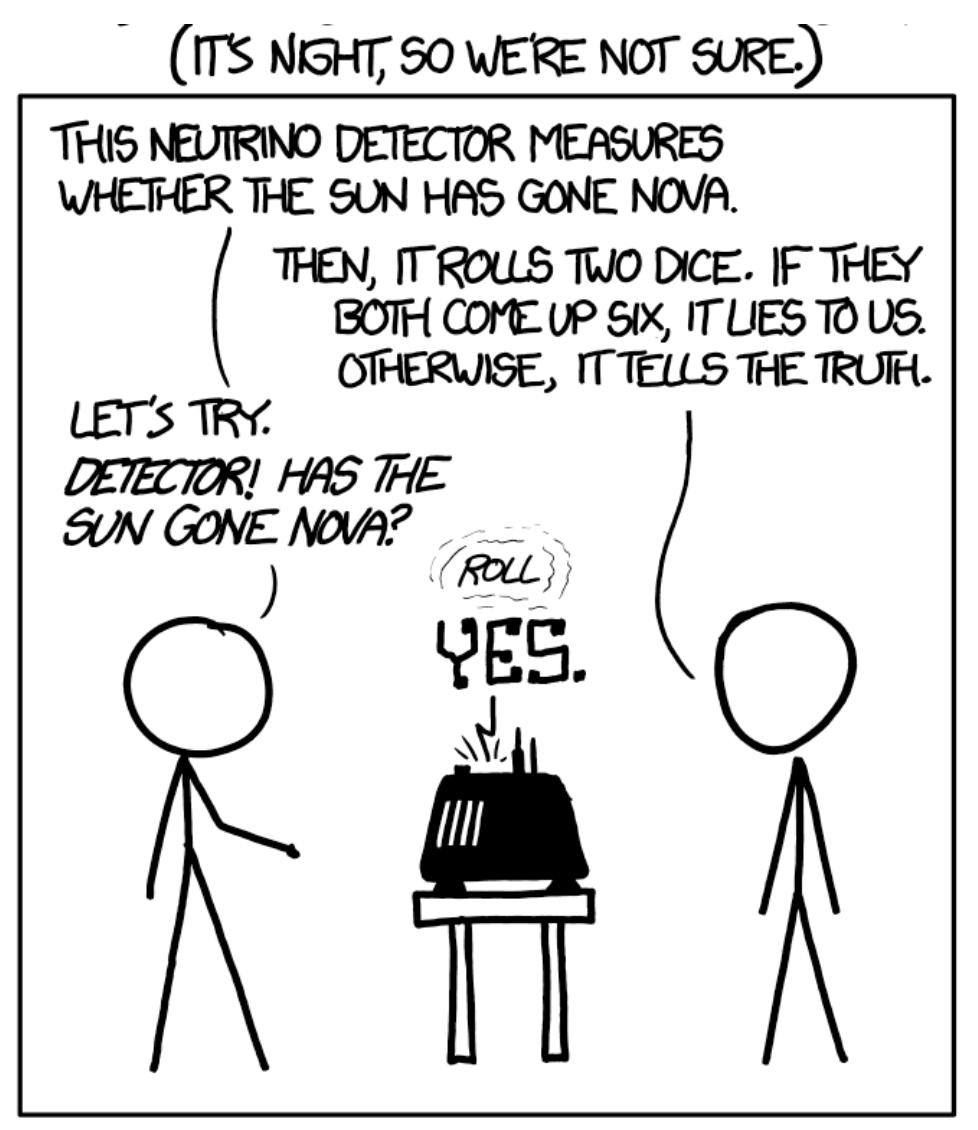 (IT'S NIGHT, SO WE'RE NOT SURE.)
THIS NEUTRINO DETECTOR MEASURES
WHETHER THE SUN HAS GONE NOVA.
THEN, IT ROLLS TWO DICE. IF THEY
BOTH COME UP SIX, IT LIES TO US.
OTHERWISE, IT TELLS THE TRUTH.
LET'S TRY.
DETECTOR! HAS THE
SUN GONE NOVA?
ROLL
YES.